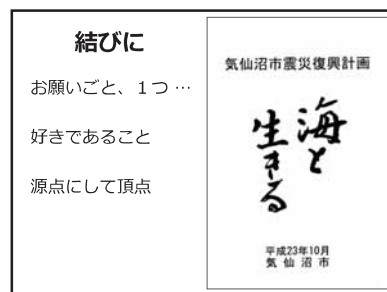 結びに
お願いごと、１つ …
好きであること
源点にして頂点
気仙沼市震災復興計画
海と
生きる
平成23年10月
気 仙 沼 市